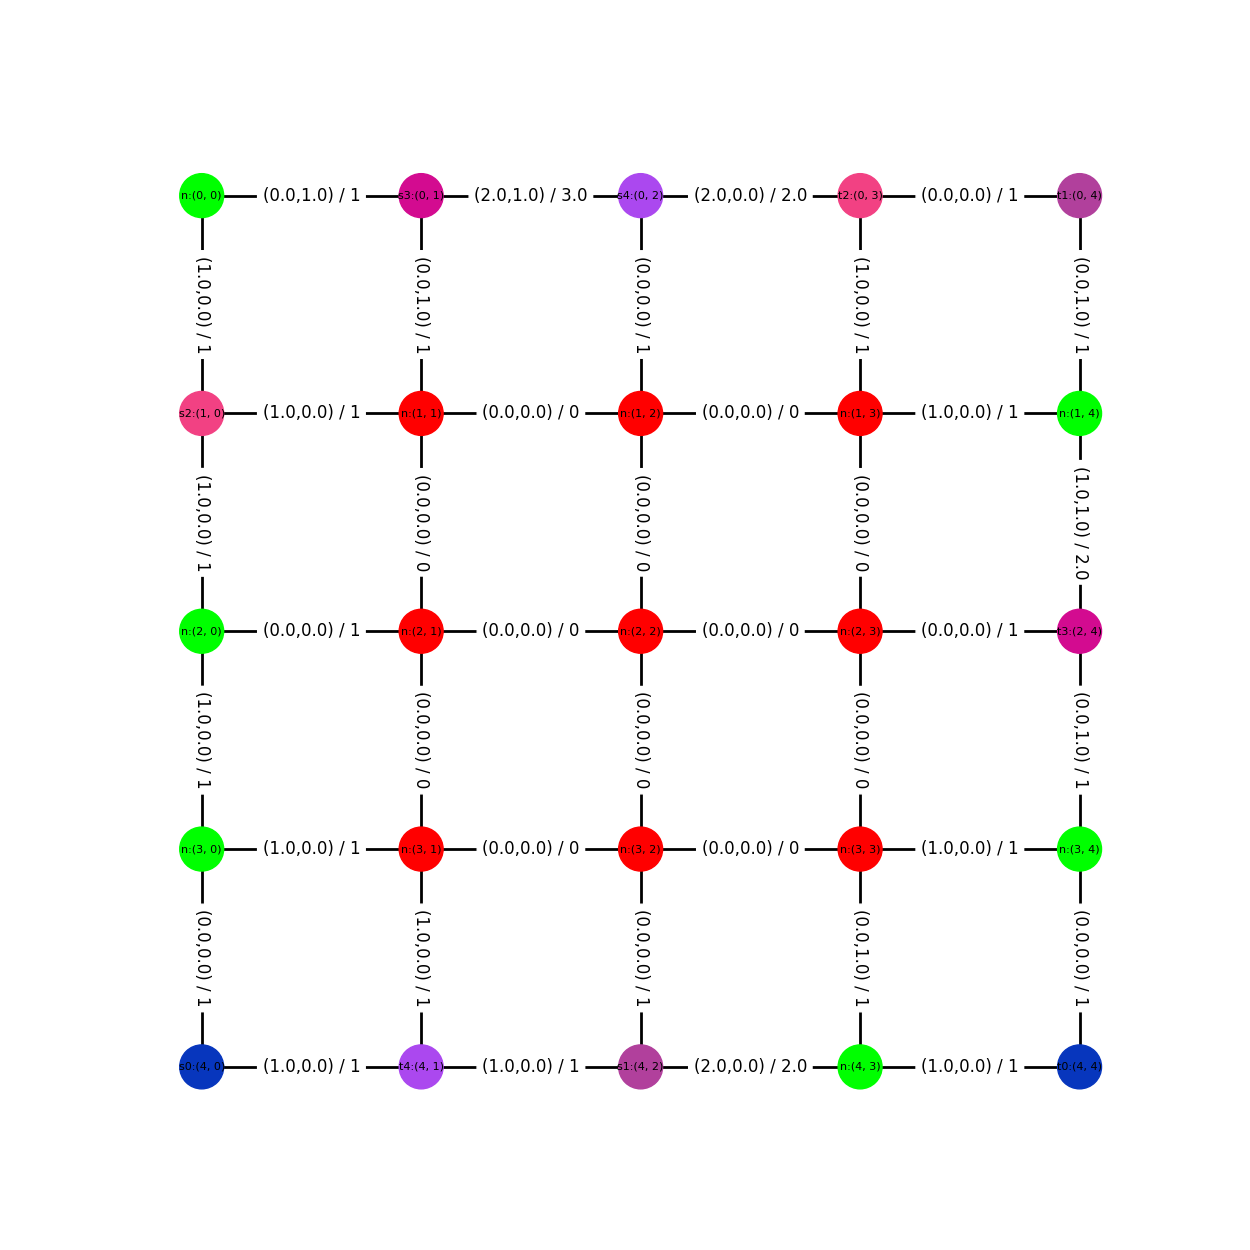 n:(0, 0) (0.0,1.0) / 1 s3:(0, 1) (2.0,1.0) / 3.0 s4:(0, 2) (2.0,0.0) / 2.0 t2:(0, 3) (0.0,0.0) / 1 t1:(0, 4)
(1.0,0.0) / 1 (0.0,1.0) / 1 (0.0,0.0) / 1 (1.0,0.0) / 1 (0.0,1.0) / 1
s2:(1, 0) (1.0,0.0) / 1 n:(1, 1) (0.0,0.0) / 0 n:(1, 2) (0.0,0.0) / 0 n:(1, 3) (1.0,0.0) / 1 n:(1, 4)
(1.0,0.0) / 1 (0.0,0.0) / 0 (0.0,0.0) / 0 (0.0,0.0) / 0 (1.0,1.0) / 2.0
n:(2, 0) (0.0,0.0) / 1 n:(2, 1) (0.0,0.0) / 0 n:(2, 2) (0.0,0.0) / 0 n:(2, 3) (0.0,0.0) / 1 t3:(2, 4)
(1.0,0.0) / 1 (0.0,0.0) / 0 (0.0,0.0) / 0 (0.0,0.0) / 0 (0.0,1.0) / 1
n:(3, 0) (1.0,0.0) / 1 n:(3, 1) (0.0,0.0) / 0 n:(3, 2) (0.0,0.0) / 0 n:(3, 3) (1.0,0.0) / 1 n:(3, 4)
(0.0,0.0) / 1 (1.0,0.0) / 1 (0.0,0.0) / 1 (0.0,1.0) / 1 (0.0,0.0) / 1
s0:(4, 0) (1.0,0.0) / 1 t4:(4, 1) (1.0,0.0) / 1 s1:(4, 2) (2.0,0.0) / 2.0 n:(4, 3) (1.0,0.0) / 1 t0:(4, 4)